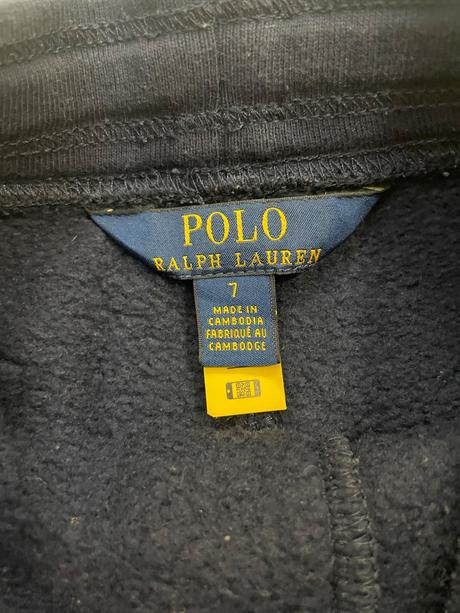 POLO
RALPH LAUREN
7
MADE IN
CAMBODIA
FABRIQUÉ AU
CAMBODGE